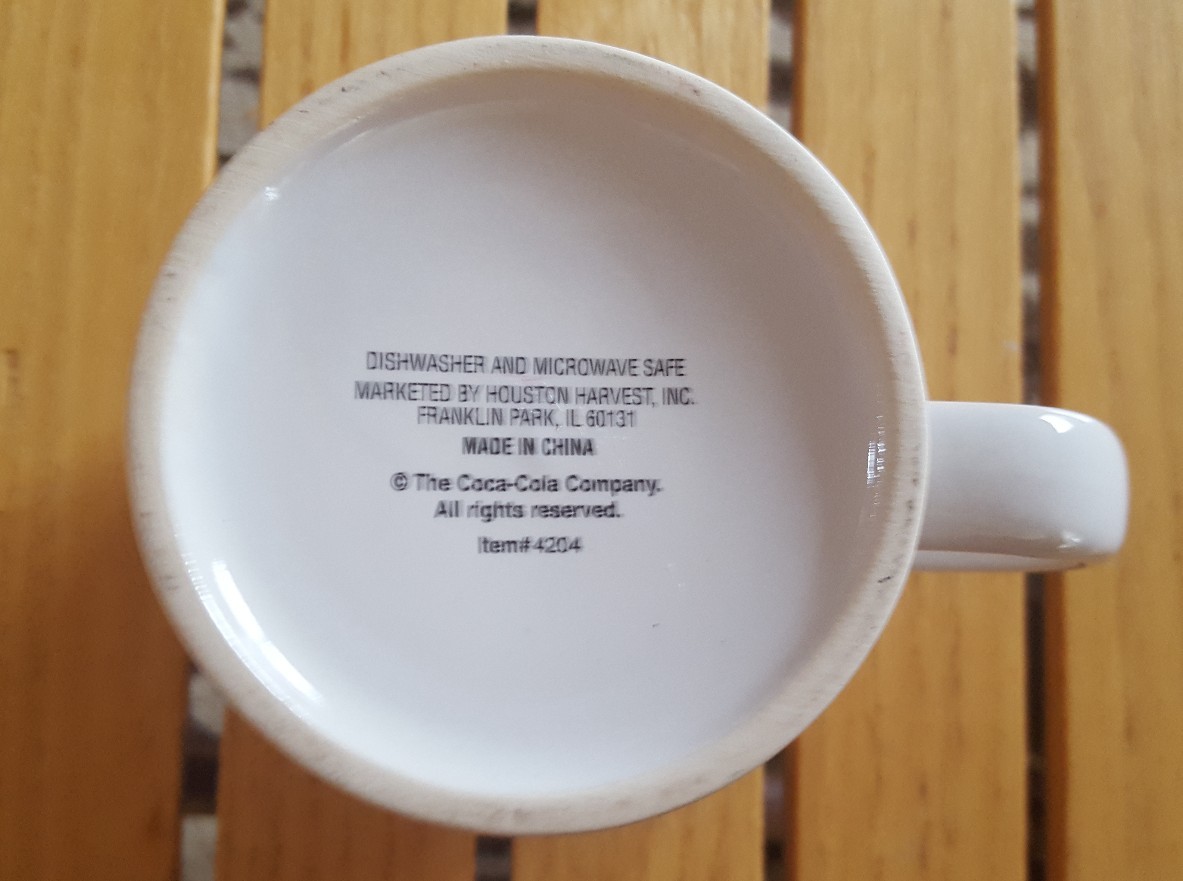 DISHWASHER AND MICROWAVE SAFE
MARKETED BY HOUSTON HARVEST, INC.
FRANKLIN PARK, IL 60131
MADE IN CHINA
© The Coca-Cola Company.
All rights reserved.
Item#4204